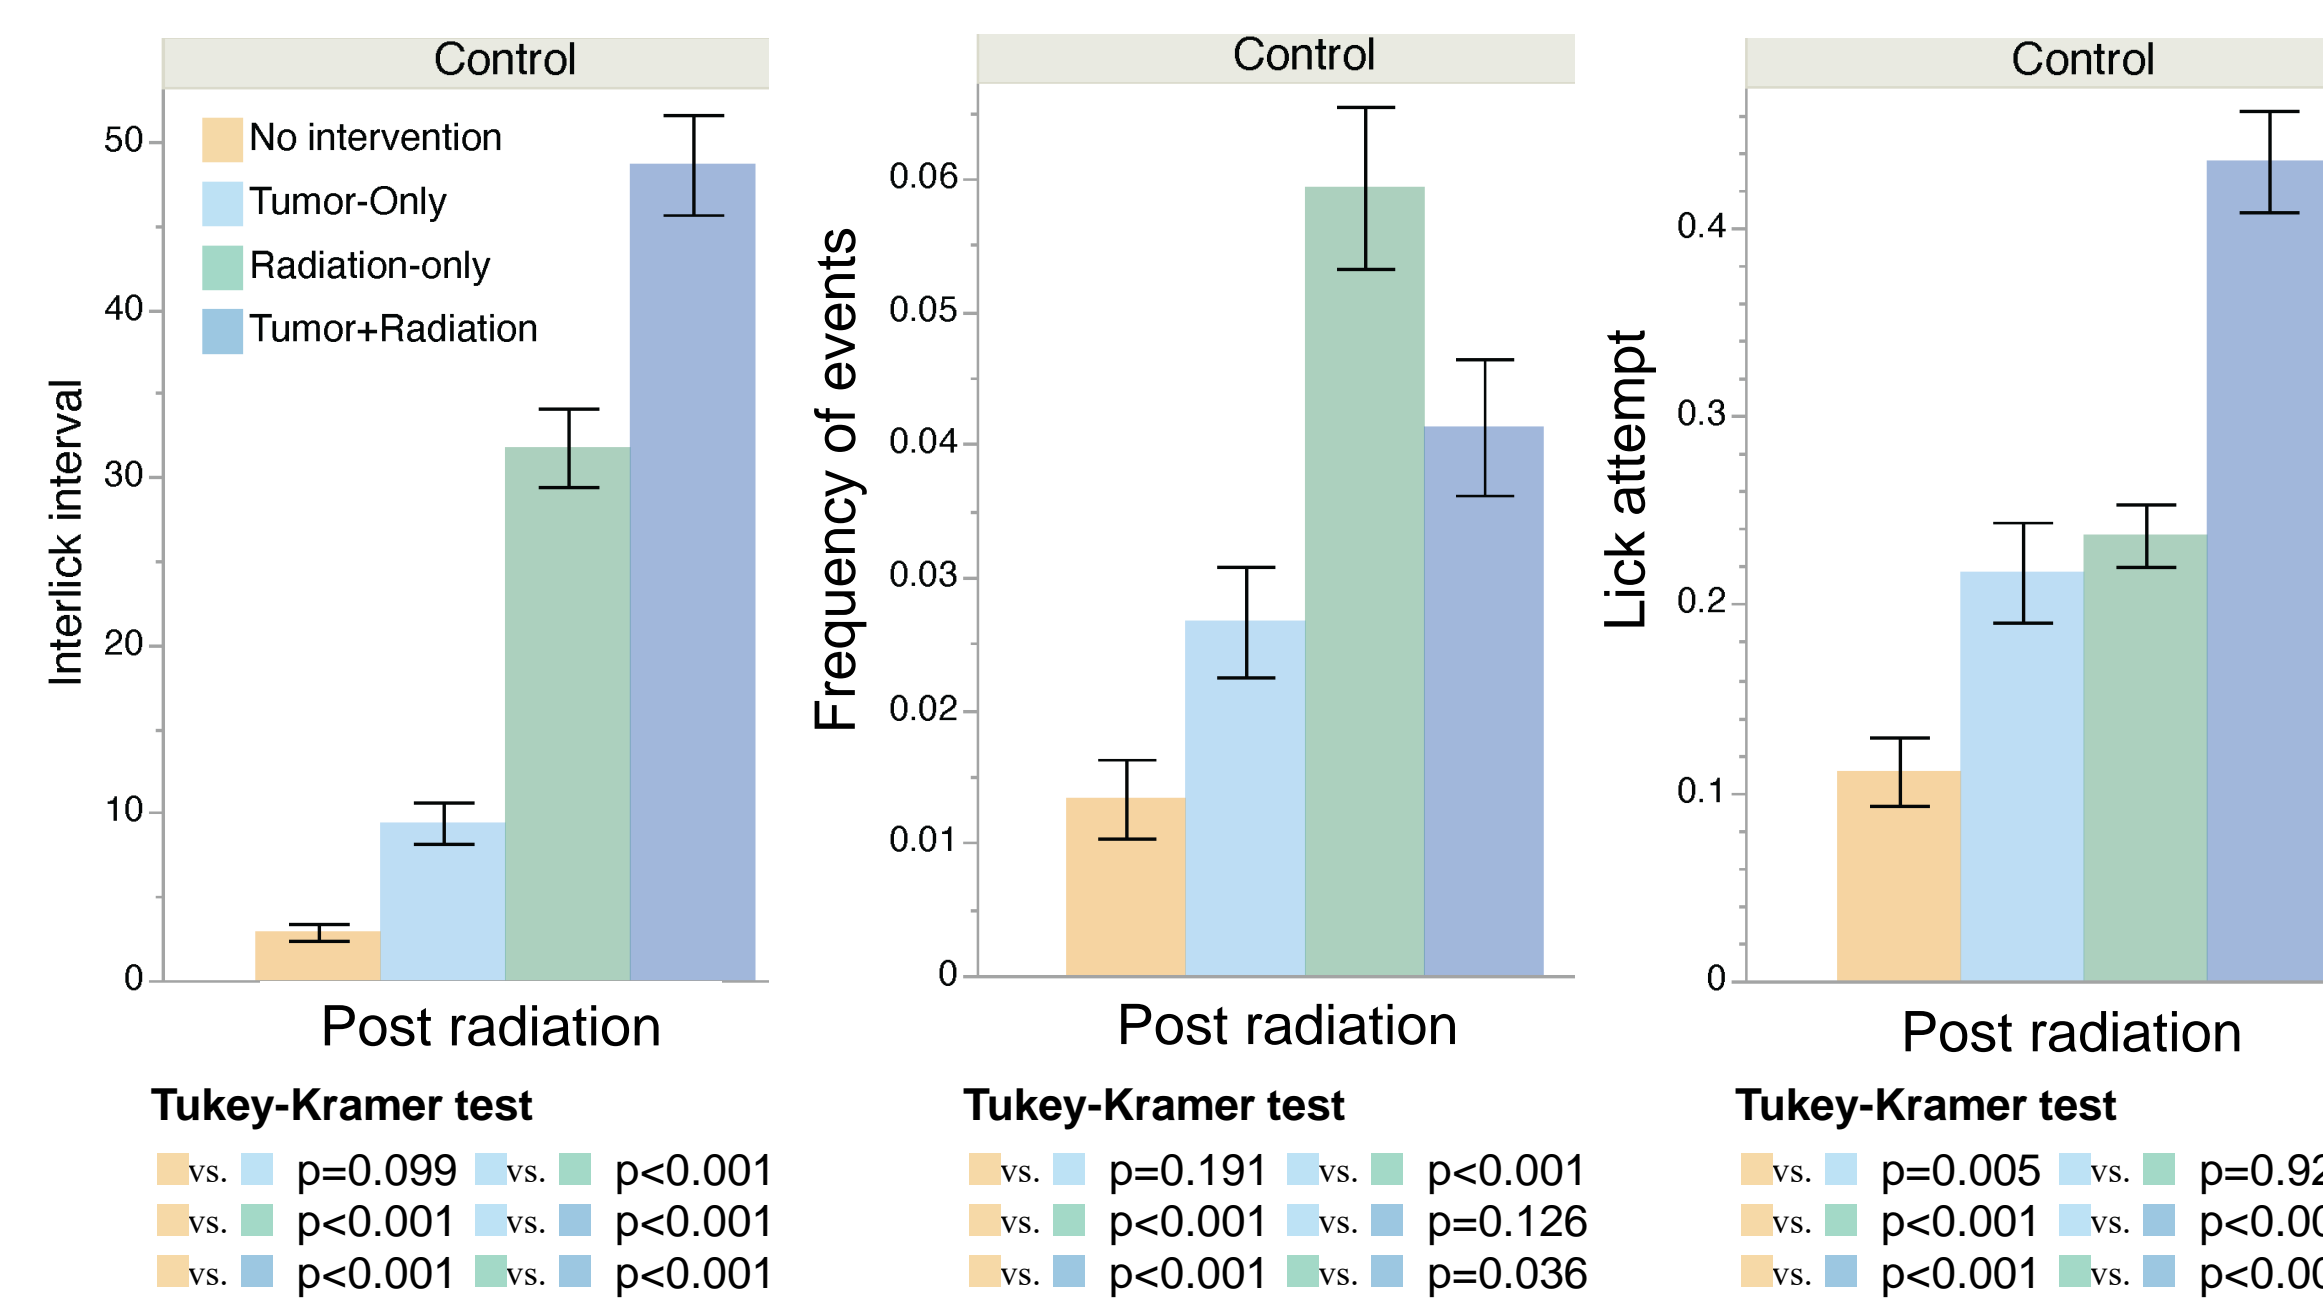 Control
50
40
30
20
10
0
Interlick interval
No intervention
Tumor-Only
Radiation-only
Tumor+Radiation
Post radiation
Tukey-Kramer test
vs. p=0.099 vs. p<0.001
vs. p<0.001 vs. p<0.001
vs. p<0.001 vs. p<0.001
Control
0.06
0.05
0.04
0.03
0.02
0.01
0
Frequency of events
Post radiation
Tukey-Kramer test
vs. p=0.191 vs. p<0.001
vs. p<0.001 vs. p=0.126
vs. p<0.001 vs. p=0.036
Control
0.4
0.3
0.2
0.1
0
Lick attempt
Post radiation
Tukey-Kramer test
vs. p=0.005 vs. p=0.92
vs. p<0.001 vs.
vs. p<0.001 vs.